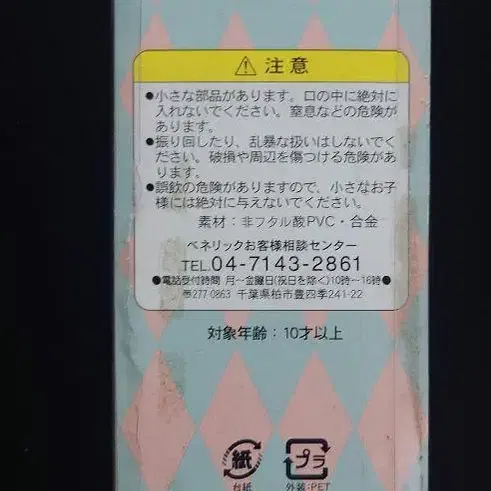 ⚠ 注意
●小さな部品があります。口の中に絶対に
入れないでください。窒息などの危険が
あります。
●振り回したり、乱暴な扱いはしないでく
ださい。破損や周辺を傷つける危険があ
ります。
●誤飲の危険がありますので、小さなお子
様には絶対に与えないでください。
素材：非フタル酸PVC・合金
ベネリックお客様相談センター
TEL.04-7143-2861
●電話受付時間 月〜金曜日(祝日を除く)10時〜16時●
〒277-0863 千葉県柏市豊四季241-22
対象年齢：10才以上
紙
台紙
プラ
外装:PET